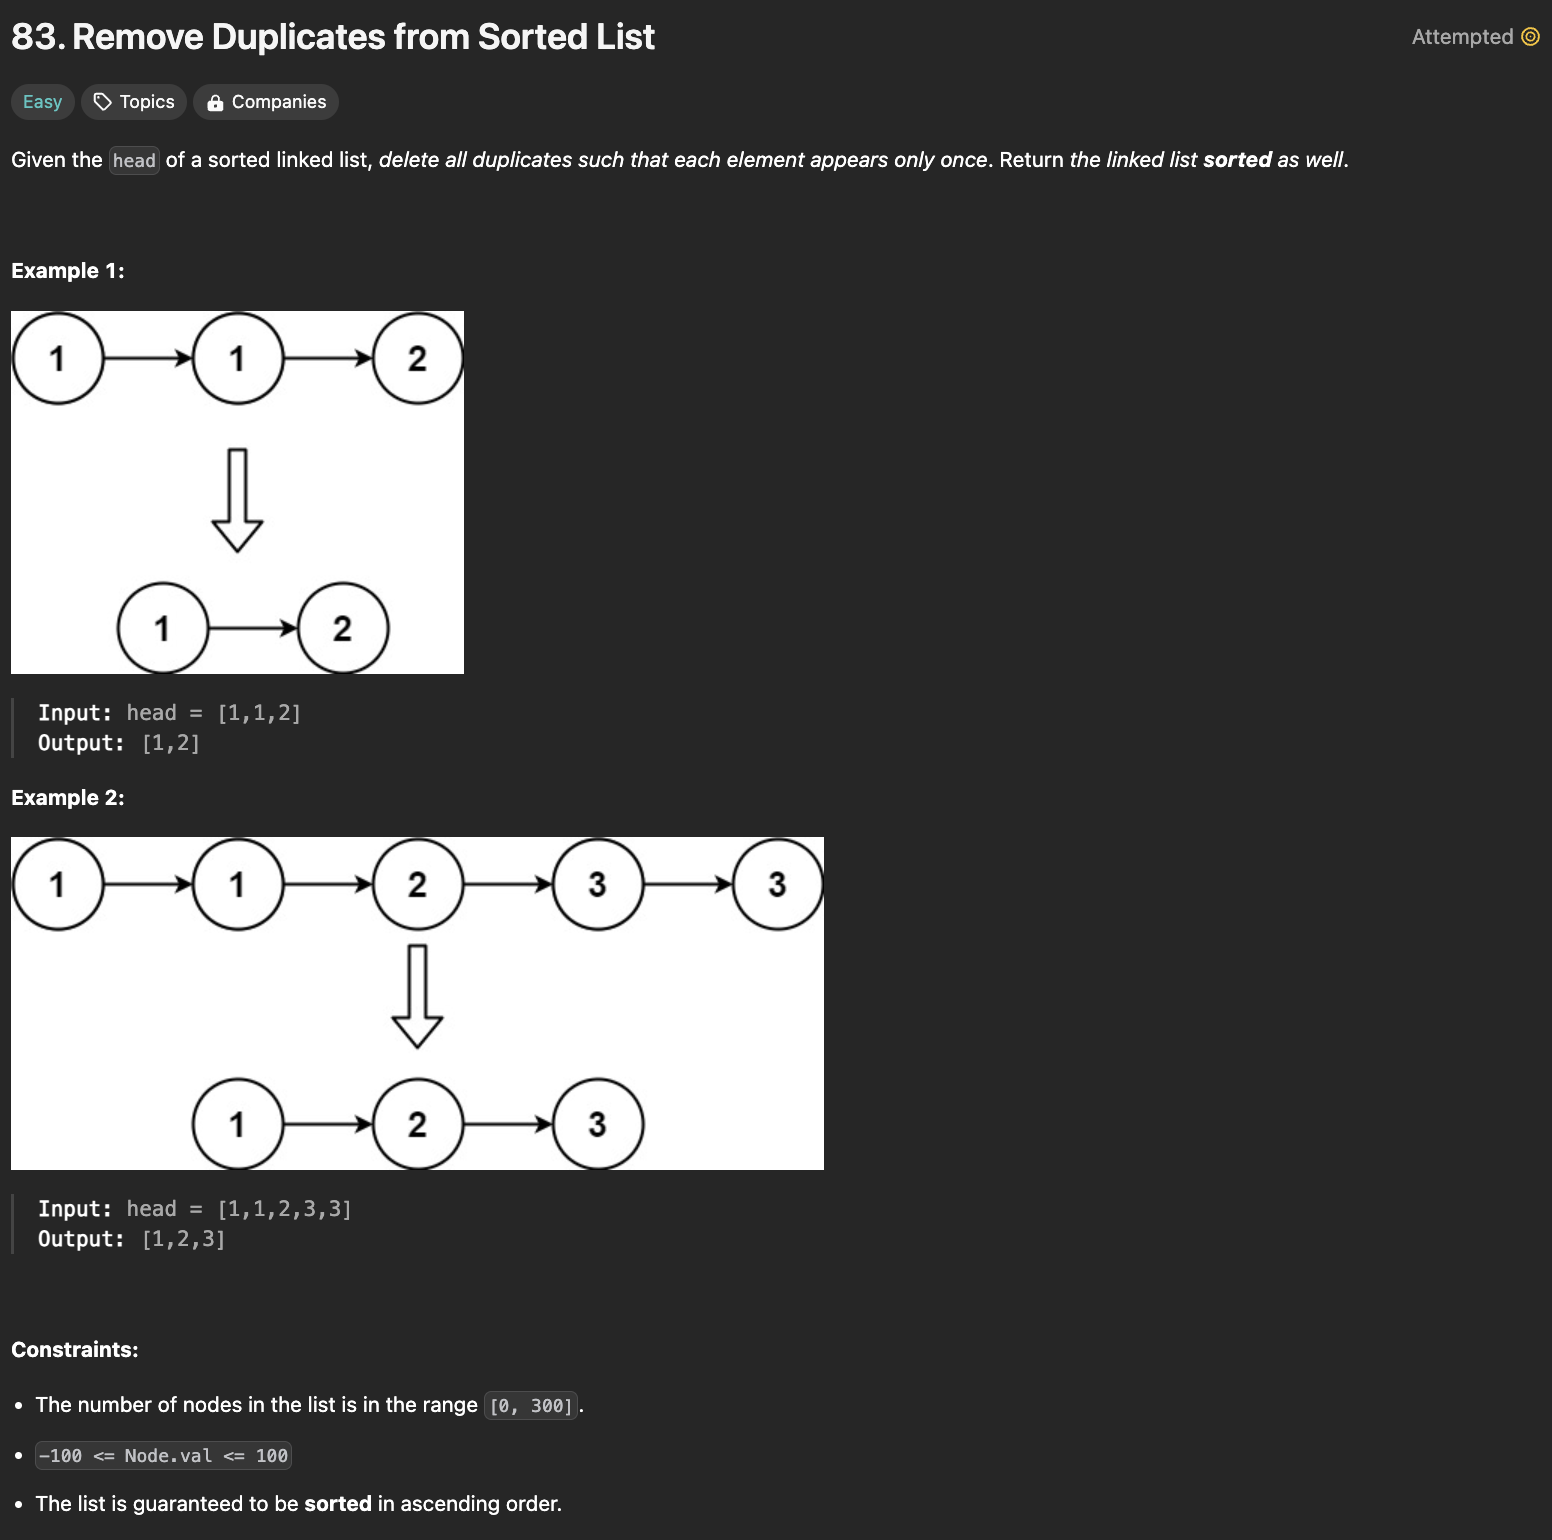 83. Remove Duplicates from Sorted List
Attempted
Easy Topics Companies
Given the head of a sorted linked list, delete all duplicates such that each element appears only once. Return the linked list sorted as well.
Example 1:
1 1 2
1 2
Input: head = [1,1,2]
Output: [1,2]
Example 2:
1 1 2 3 3
1 2 3
Input: head = [1,1,2,3,3]
Output: [1,2,3]
Constraints:
• The number of nodes in the list is in the range [0, 300].
• -100 <= Node.val <= 100
• The list is guaranteed to be sorted in ascending order.